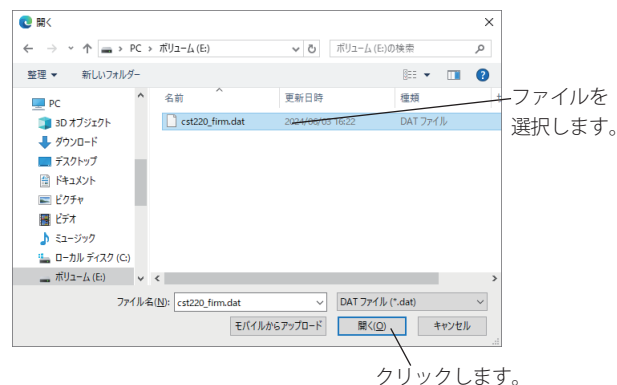 開く
PC › ボリューム (E:)
ボリューム (E:)の検索
整理 新しいフォルダー
名前 更新日時 種類
PC
3D オブジェクト
ダウンロード
デスクトップ
ドキュメント
ピクチャ
ビデオ
ミュージック
ローカル ディスク (C:)
ボリューム (E:)
cst220_firm.dat 2024/06/03 16:22 DAT ファイル
ファイルを
選択します。
ファイル名(N): cst220_firm.dat DAT ファイル (*.dat)
モバイルからアップロード 開く(O) キャンセル
クリックします。